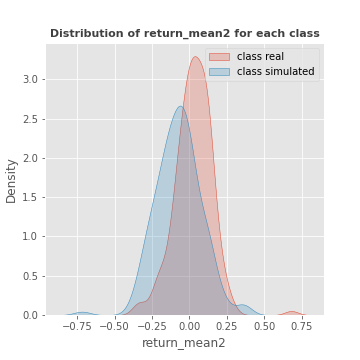 Distribution of return_mean2 for each class
class real
class simulated
Density
3.0
2.5
2.0
1.5
1.0
0.5
0.0
−0.75
−0.50
−0.25
0.00
0.25
0.50
0.75
return_mean2